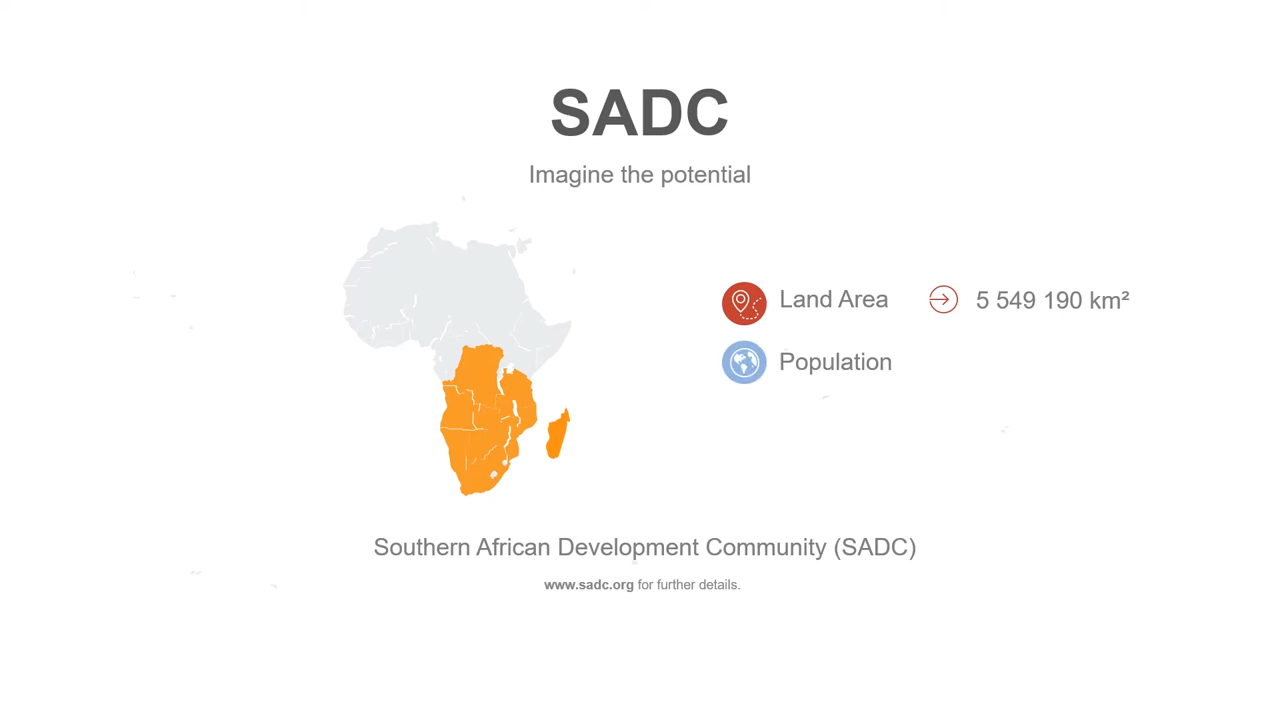 SADC
Imagine the potential
Land Area 5 549 190 km²
Population
Southern African Development Community (SADC)
www.sadc.org for further details.